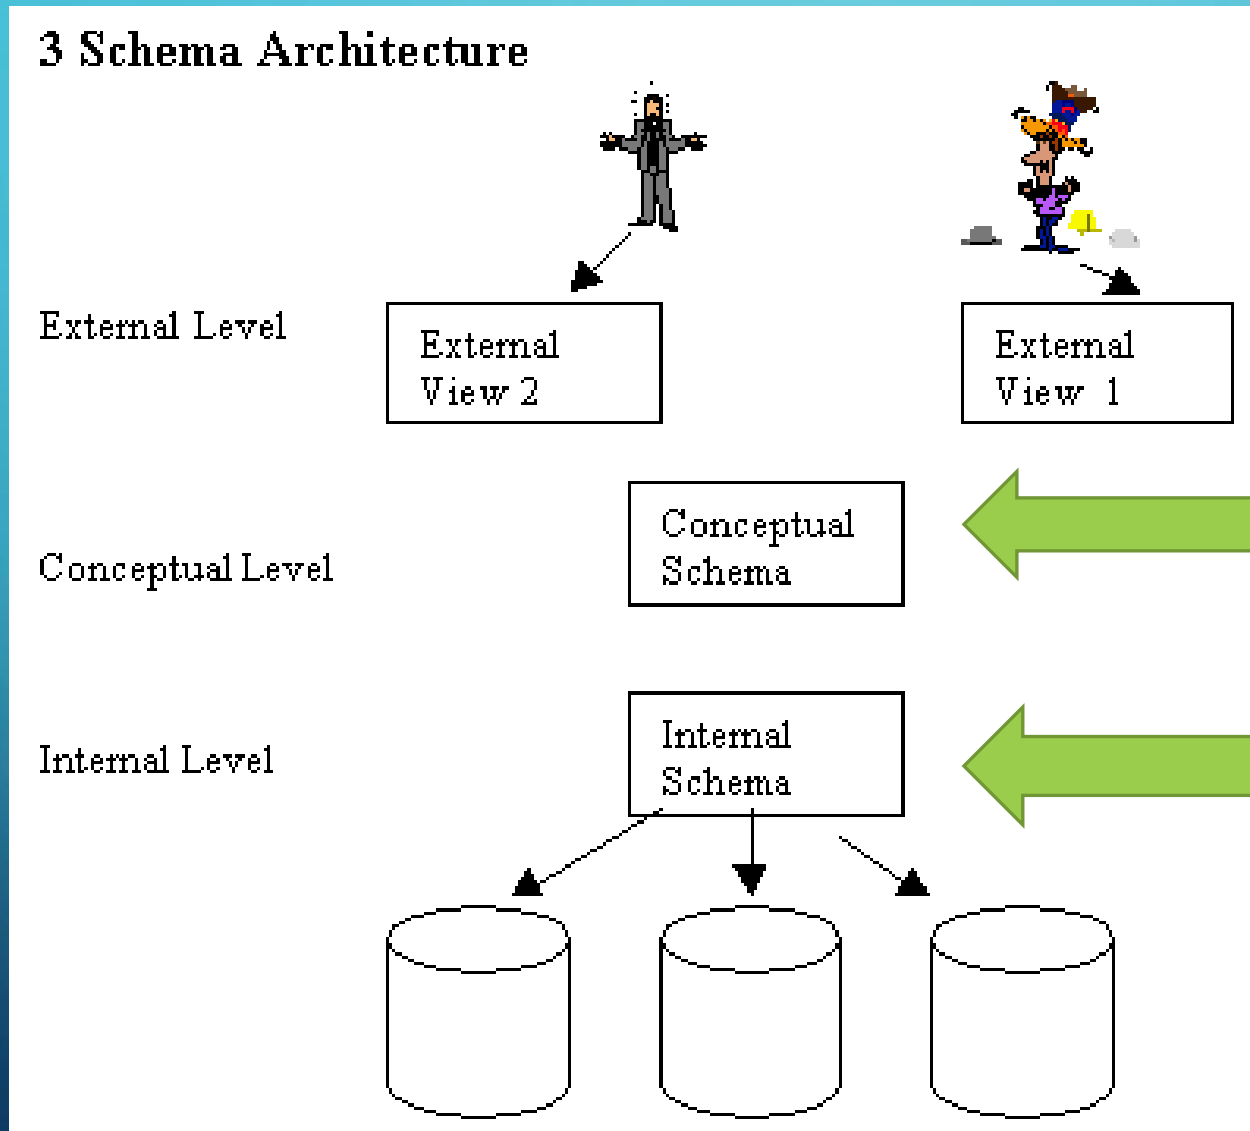 3 Schema Architecture
External Level
External
View 2
External
View 1
Conceptual Level
Conceptual
Schema
Internal Level
Internal
Schema